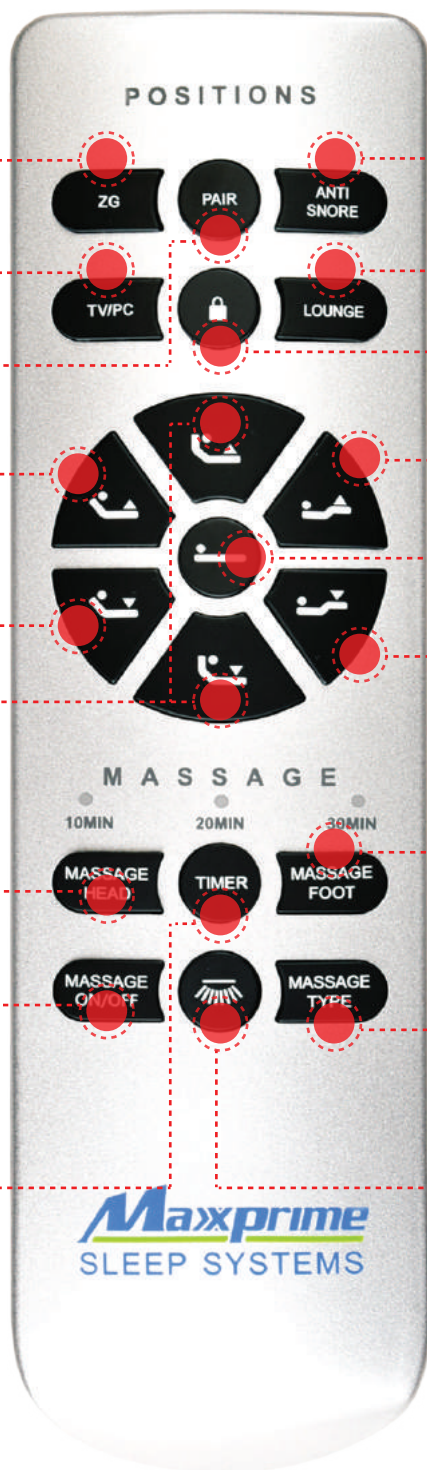 POSITIONS
ZG
PAIR
ANTI
SNORE
TV/PC
LOUNGE
MASSAGE
10MIN
20MIN
30MIN
MASSAGE
HEAD
TIMER
MASSAGE
FOOT
MASSAGE
ON/OFF
MASSAGE
TYPE
Maxxprime
SLEEP SYSTEMS